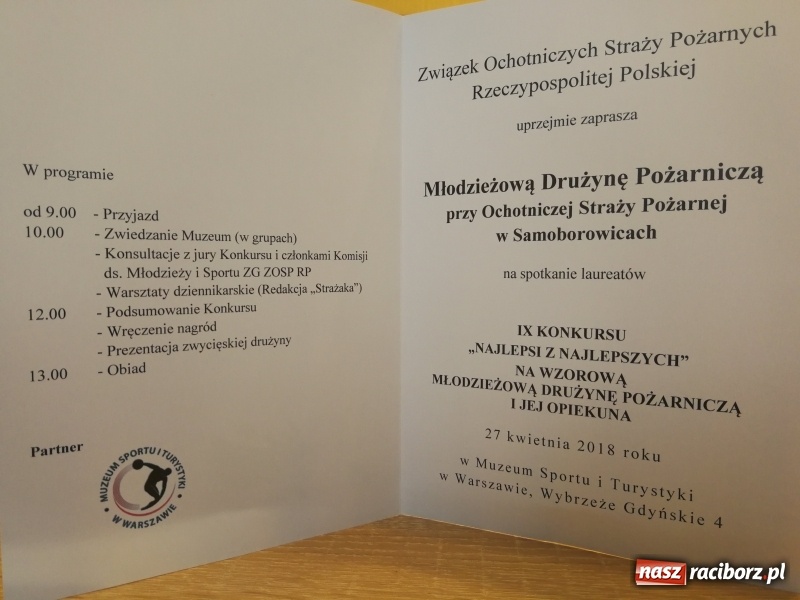 W programie
od 9.00 - Przyjazd
10.00 - Zwiedzanie Muzeum (w grupach)
- Konsultacje z jury Konkursu i członkami Komisji
ds. Młodzieży i Sportu ZG ZOSP RP
- Warsztaty dziennikarskie (Redakcja „Strażaka”)
12.00 - Podsumowanie Konkursu
- Wręczenie nagród
- Prezentacja zwycięskiej drużyny
13.00 - Obiad
Partner
MUZEUM SPORTU I TURYSTYKI
W WARSZAWIE
Związek Ochotniczych Straży Pożarnych
Rzeczypospolitej Polskiej
uprzejmie zaprasza
Młodzieżową Drużynę Pożarniczą
przy Ochotniczej Straży Pożarnej
w Samoborowicach
na spotkanie laureatów
IX KONKURSU
„NAJLEPSI Z NAJLEPSZYCH”
NA WZOROWĄ
MŁODZIEŻOWĄ DRUŻYNĘ POŻARNICZĄ
I JEJ OPIEKUNA
27 kwietnia 2018 roku
w Muzeum Sportu i Turystyki
w Warszawie, Wybrzeże Gdyńskie 4
nasz raciborz.pl